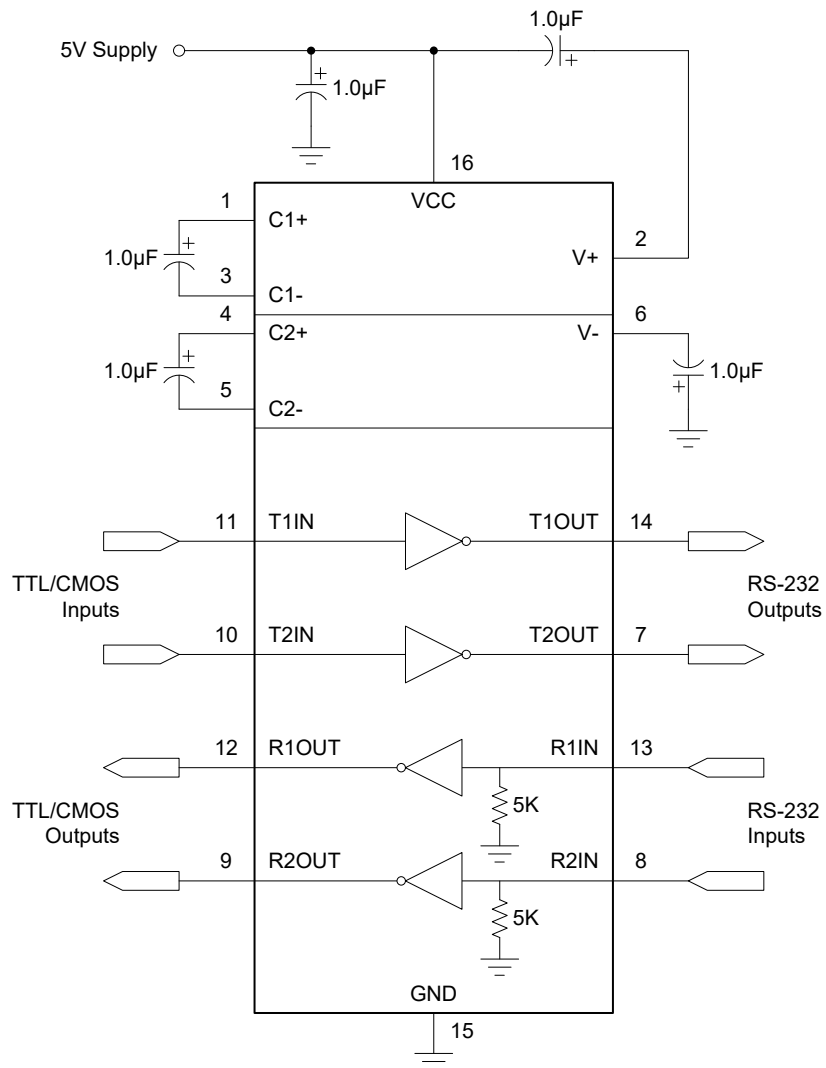 1.0µF
+
5V Supply
+
1.0µF
16
VCC
1
C1+
+
1.0µF
3
C1-
2
V+
4
C2+
+
1.0µF
5
C2-
6
V-
1.0µF
+
11 T1IN T1OUT 14
TTL/CMOS
Inputs
RS-232
Outputs
10 T2IN T2OUT 7
12 R1OUT R1IN 13
5K
TTL/CMOS
Outputs
RS-232
Inputs
9 R2OUT R2IN 8
5K
GND
15